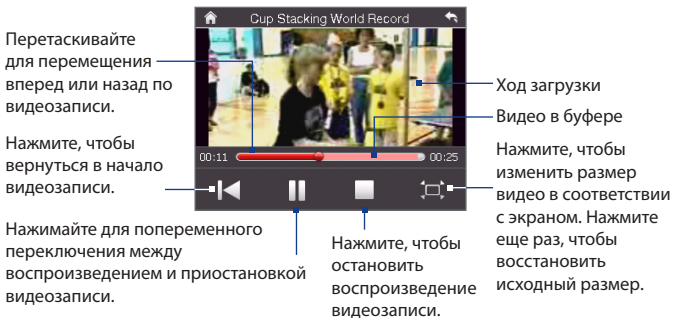 Cup Stacking World Record
Перетаскивайте
для перемещения
вперед или назад по
видеозаписи.
Нажмите, чтобы
вернуться в начало
видеозаписи.
Нажимайте для попеременного
переключения между
воспроизведением и приостановкой
видеозаписи.
00:11
00:25
Нажмите, чтобы
остановить
воспроизведение
видеозаписи.
Ход загрузки
Видео в буфере
Нажмите, чтобы
изменить размер
видео в соответствии
с экраном. Нажмите
еще раз, чтобы
восстановить
исходный размер.